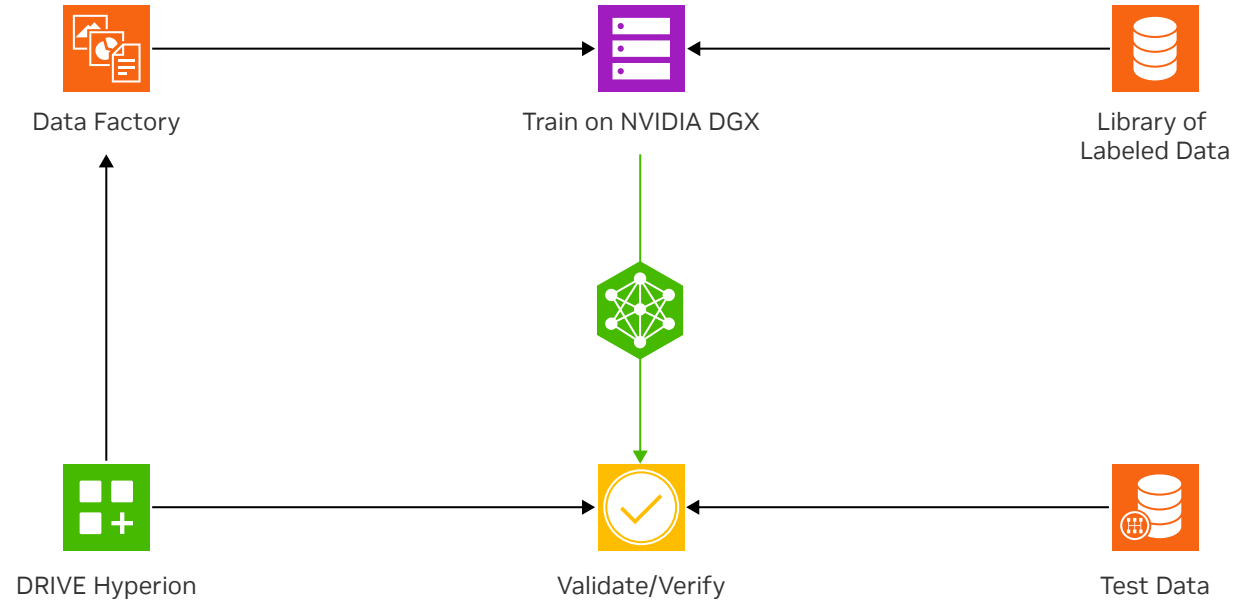 Data Factory
Train on NVIDIA DGX
Library of
Labeled Data
DRIVE Hyperion
Validate/Verify
Test Data